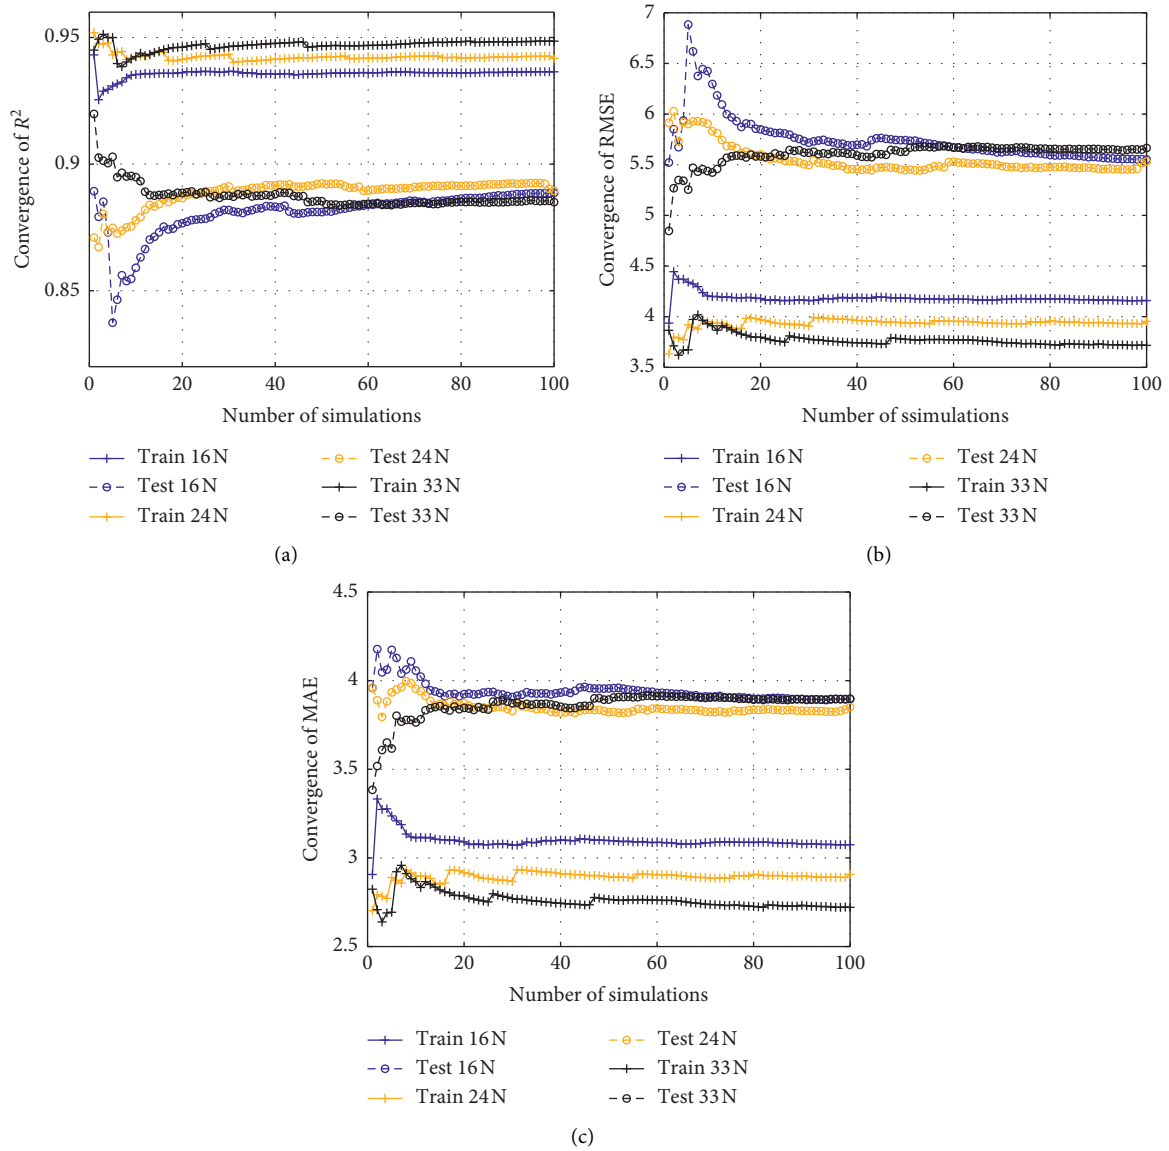 0.95
0.9
0.85
Convergence of R²
0 20 40 60 80 100
Number of simulations
Train 16N
Test 16N
Train 24N
Test 24N
Train 33N
Test 33N
(a)
7
6.5
6
5.5
5
4.5
4
3.5
Convergence of RMSE
0 20 40 60 80 100
Number of ssimulations
Train 16N
Test 16N
Train 24N
Test 24N
Train 33N
Test 33N
(b)
4.5
4
3.5
3
2.5
Convergence of MAE
0 20 40 60 80 100
Number of simulations
Train 16N
Test 16N
Train 24N
Test 24N
Train 33N
Test 33N
(c)